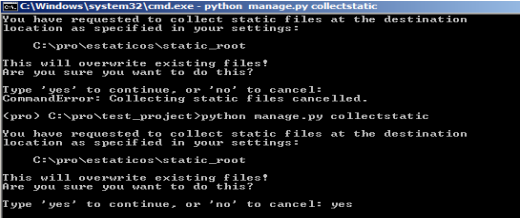 C:\Windows\system32\cmd.exe - python manage.py collectstatic
You have requested to collect static files at the destination
location as specified in your settings:
C:\pro\estaticos\static_root
This will overwrite existing files!
Are you sure you want to do this?
Type 'yes' to continue, or 'no' to cancel:
CommandError: Collecting static files cancelled.
(pro) C:\pro\test_project>python manage.py collectstatic
You have requested to collect static files at the destination
location as specified in your settings:
C:\pro\estaticos\static_root
This will overwrite existing files!
Are you sure you want to do this?
Type 'yes' to continue, or 'no' to cancel: yes